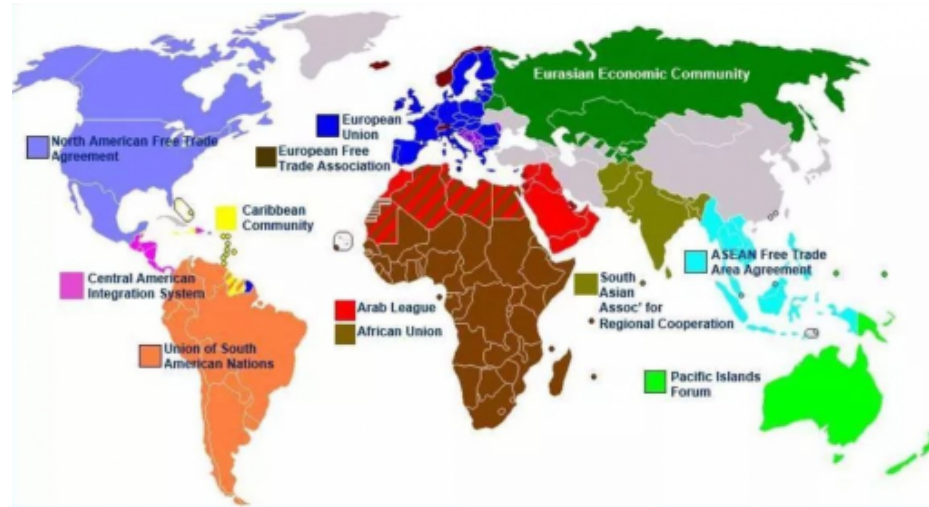 Eurasian Economic Community
European
Union
North American Free Trade
Agreement
European Free
Trade Association
Caribbean
Community
ASEAN Free Trade
Area Agreement
Central American
Integration System
South
Asian
Assoc' for
Regional Cooperation
Arab League
African Union
Union of South
American Nations
Pacific Islands
Forum